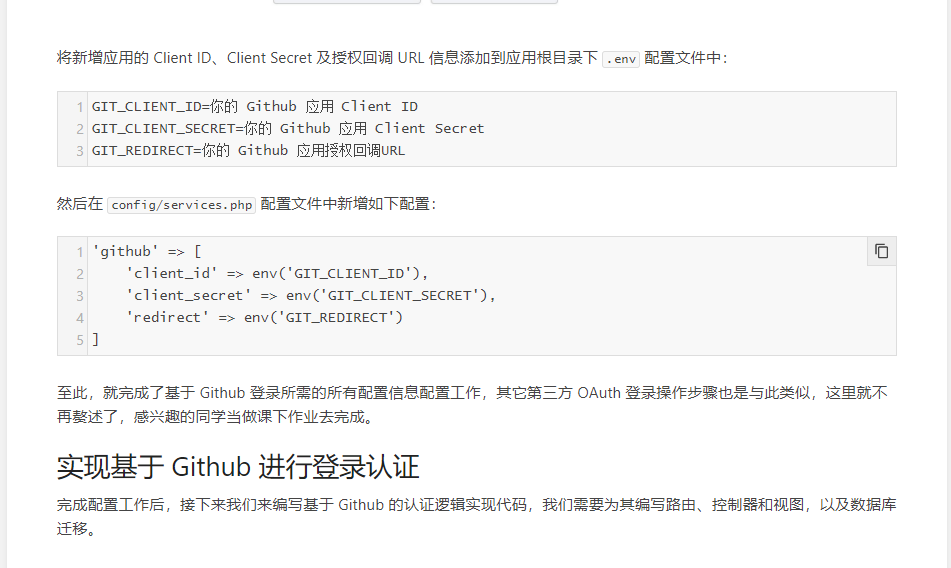 将新增应用的 Client ID、Client Secret 及授权回调 URL 信息添加到应用根目录下 .env 配置文件中：
1 GIT_CLIENT_ID=你的 Github 应用 Client ID
2 GIT_CLIENT_SECRET=你的 Github 应用 Client Secret
3 GIT_REDIRECT=你的 Github 应用授权回调URL
然后在 config/services.php 配置文件中新增如下配置：
1 'github' => [
2     'client_id' => env('GIT_CLIENT_ID'),
3     'client_secret' => env('GIT_CLIENT_SECRET'),
4     'redirect' => env('GIT_REDIRECT')
5 ]
至此，就完成了基于 Github 登录所需的所有配置信息配置工作，其它第三方 OAuth 登录操作步骤也是与此类似，这里就不
再赘述了，感兴趣的同学当做课下作业去完成。
实现基于 Github 进行登录认证
完成配置工作后，接下来我们来编写基于 Github 的认证逻辑实现代码，我们需要为其编写路由、控制器和视图，以及数据库
迁移。